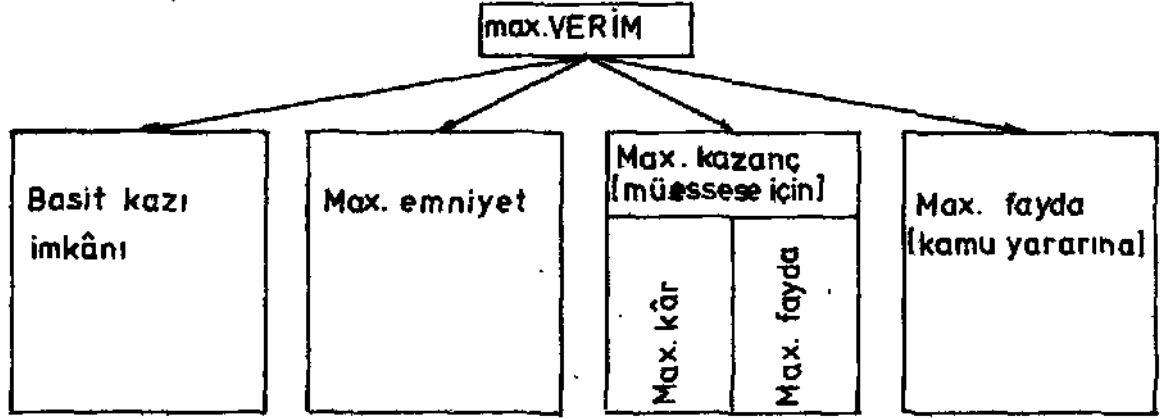 max.VERİM
Basit kazı
imkânı
Max. emniyet
Max. kazanç
[müessese için]
Max. kâr
Max. fayda
Max. fayda
[kamu yararına]